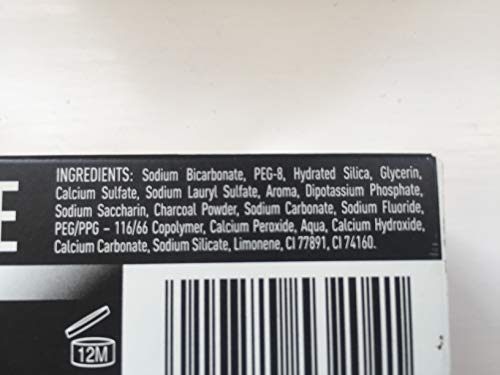 INGREDIENTS: Sodium Bicarbonate, PEG-8, Hydrated Silica, Glycerin,
Calcium Sulfate, Sodium Lauryl Sulfate, Aroma, Dipotassium Phosphate,
Sodium Saccharin, Charcoal Powder, Sodium Carbonate, Sodium Fluoride,
PEG/PPG – 116/66 Copolymer, Calcium Peroxide, Aqua, Calcium Hydroxide,
Calcium Carbonate, Sodium Silicate, Limonene, CI 77891, CI 74160.
E
12M